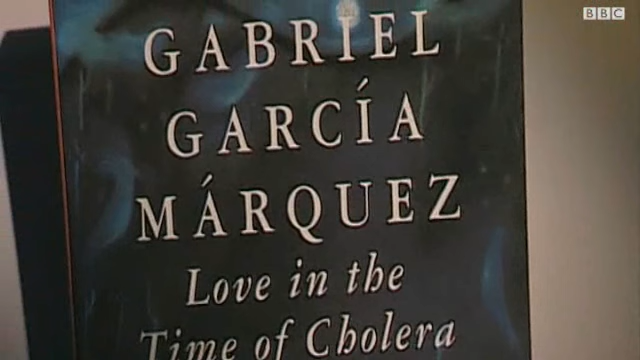 BBC
GABRIEL
GARCÍA
MÁRQUEZ
Love in the
Time of Cholera